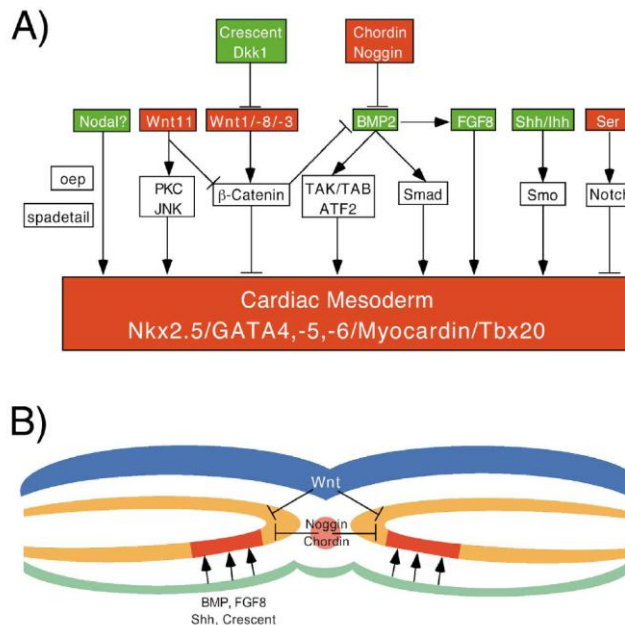 A)
Crescent
Dkk1
Chordin
Noggin
Nodal?
Wnt11
Wnt1/-8/-3
BMP2
FGF8
Shh/Ihh
Ser
oep
spadetail
PKC
JNK
β-Catenin
TAK/TAB
ATF2
Smad
Smo
Notch
Cardiac Mesoderm
Nkx2.5/GATA4,-5,-6/Myocardin/Tbx20
B)
Wnt
Noggin
Chordin
BMP, FGF8
Shh, Crescent